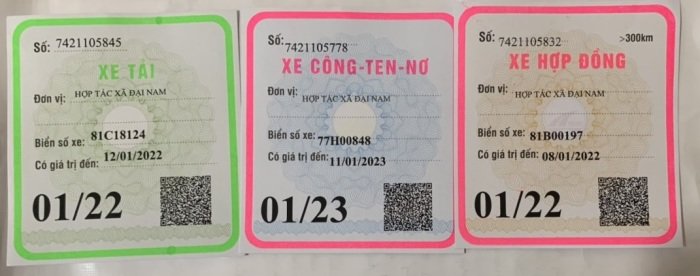 Số: 7421105845
XE TẢI
Đơn vị: HỢP TÁC XÃ ĐẠI NAM
Biển số xe: 81C18124
Có giá trị đến: 12/01/2022
01/22
Số: 7421105778
XE CÔNG-TEN-NƠ
Đơn vị: HỢP TÁC XÃ ĐẠI NAM
Biển số xe: 77H00848
Có giá trị đến: 11/01/2023
01/23
Số: 7421105832 >300km
XE HỢP ĐỒNG
Đơn vị: HỢP TÁC XÃ ĐẠI NAM
Biển số xe: 81B00197
Có giá trị đến: 08/01/2022
01/22